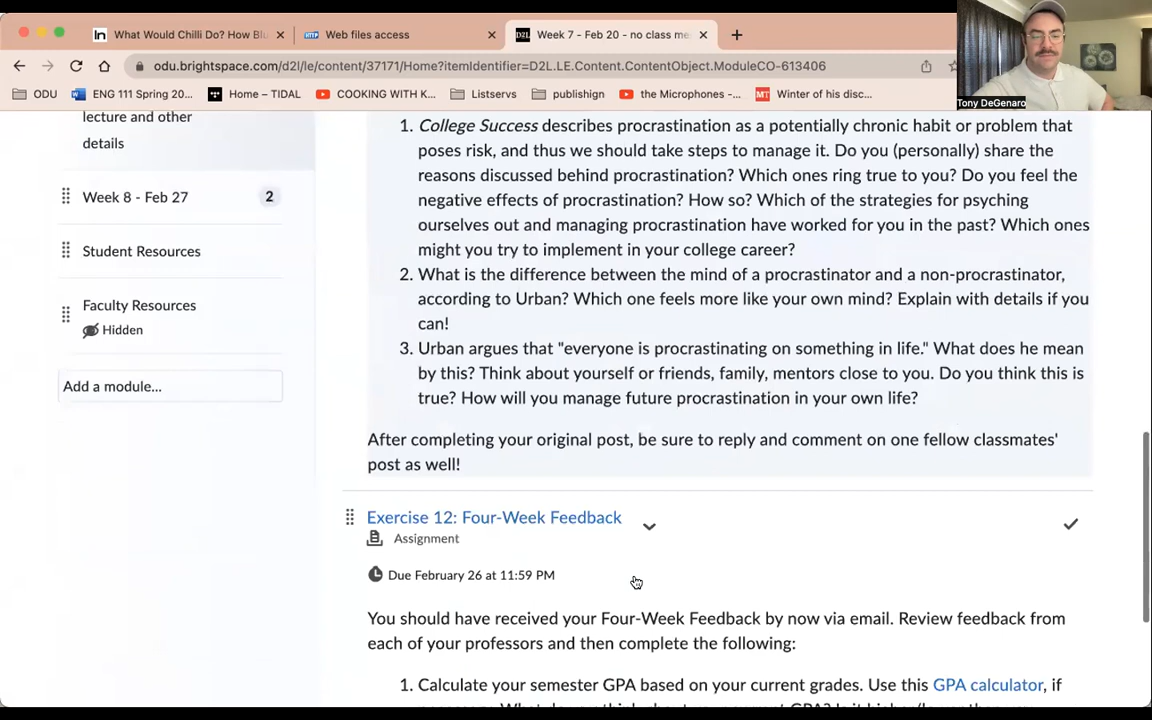 What Would Chilli Do? How Blu
Web files access
Week 7 - Feb 20 - no class me
odu.brightspace.com/d2l/le/content/37171/Home?itemIdentifier=D2L.LE.Content.ContentObject.ModuleCO-613406
ODU
ENG 111 Spring 20...
Home – TIDAL
COOKING WITH K...
Listservs
publishign
the Microphones -...
Winter of his disc...
Tony DeGenaro
lecture and other
details
Week 8 - Feb 27
2
Student Resources
Faculty Resources
Hidden
Add a module...
1. College Success describes procrastination as a potentially chronic habit or problem that
poses risk, and thus we should take steps to manage it. Do you (personally) share the
reasons discussed behind procrastination? Which ones ring true to you? Do you feel the
negative effects of procrastination? How so? Which of the strategies for psyching
ourselves out and managing procrastination have worked for you in the past? Which ones
might you try to implement in your college career?
2. What is the difference between the mind of a procrastinator and a non-procrastinator,
according to Urban? Which one feels more like your own mind? Explain with details if you
can!
3. Urban argues that "everyone is procrastinating on something in life." What does he mean
by this? Think about yourself or friends, family, mentors close to you. Do you think this is
true? How will you manage future procrastination in your own life?
After completing your original post, be sure to reply and comment on one fellow classmates'
post as well!
Exercise 12: Four-Week Feedback
Assignment
Due February 26 at 11:59 PM
You should have received your Four-Week Feedback by now via email. Review feedback from
each of your professors and then complete the following:
1. Calculate your semester GPA based on your current grades. Use this GPA calculator, if